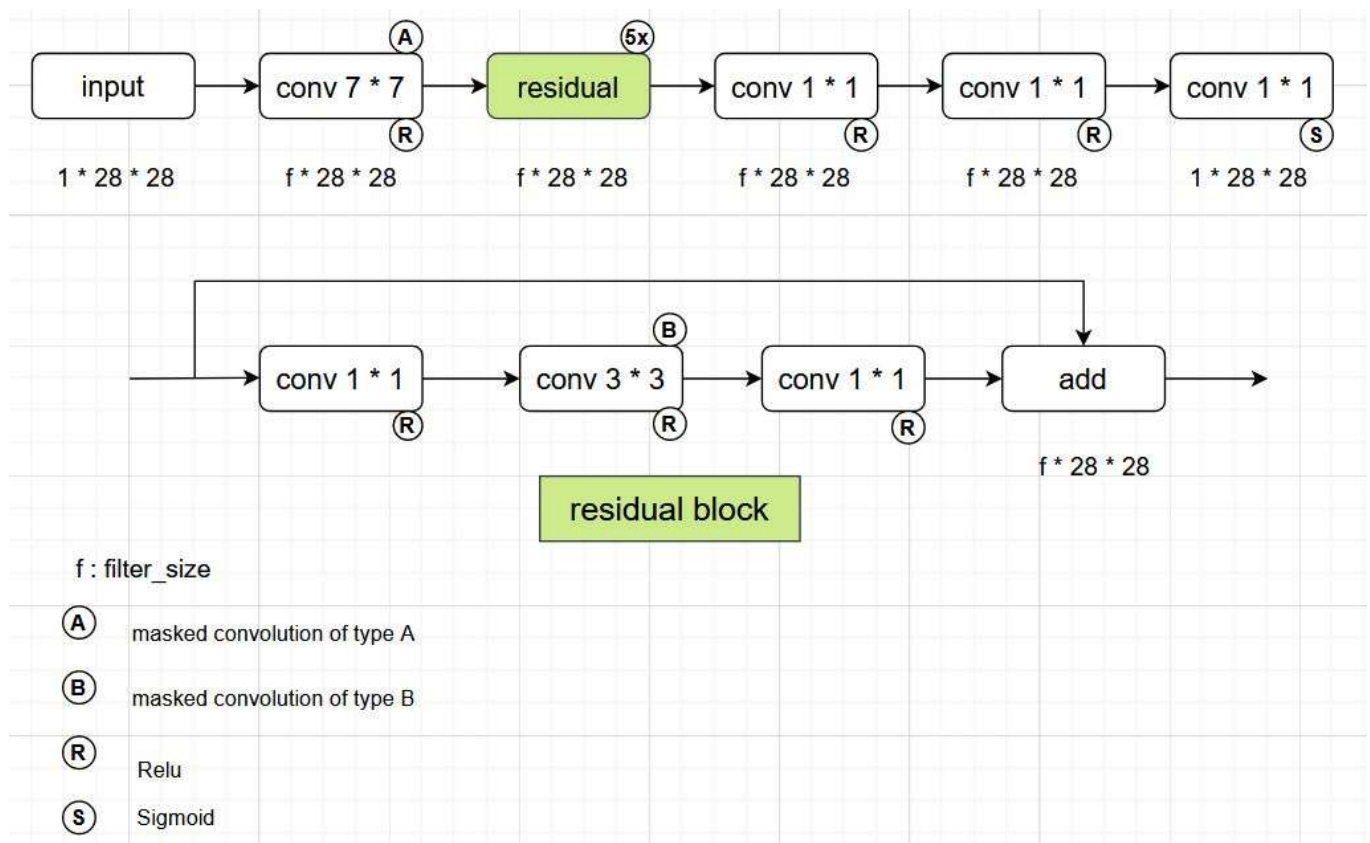 A 5x
input conv 7 * 7 residual conv 1 * 1 conv 1 * 1 conv 1 * 1
R R R S
1 * 28 * 28 f * 28 * 28 f * 28 * 28 f * 28 * 28 f * 28 * 28 1 * 28 * 28
B
conv 1 * 1 conv 3 * 3 conv 1 * 1 add
R R R
f * 28 * 28
residual block
f : filter_size
A masked convolution of type A
B masked convolution of type B
R Relu
S Sigmoid